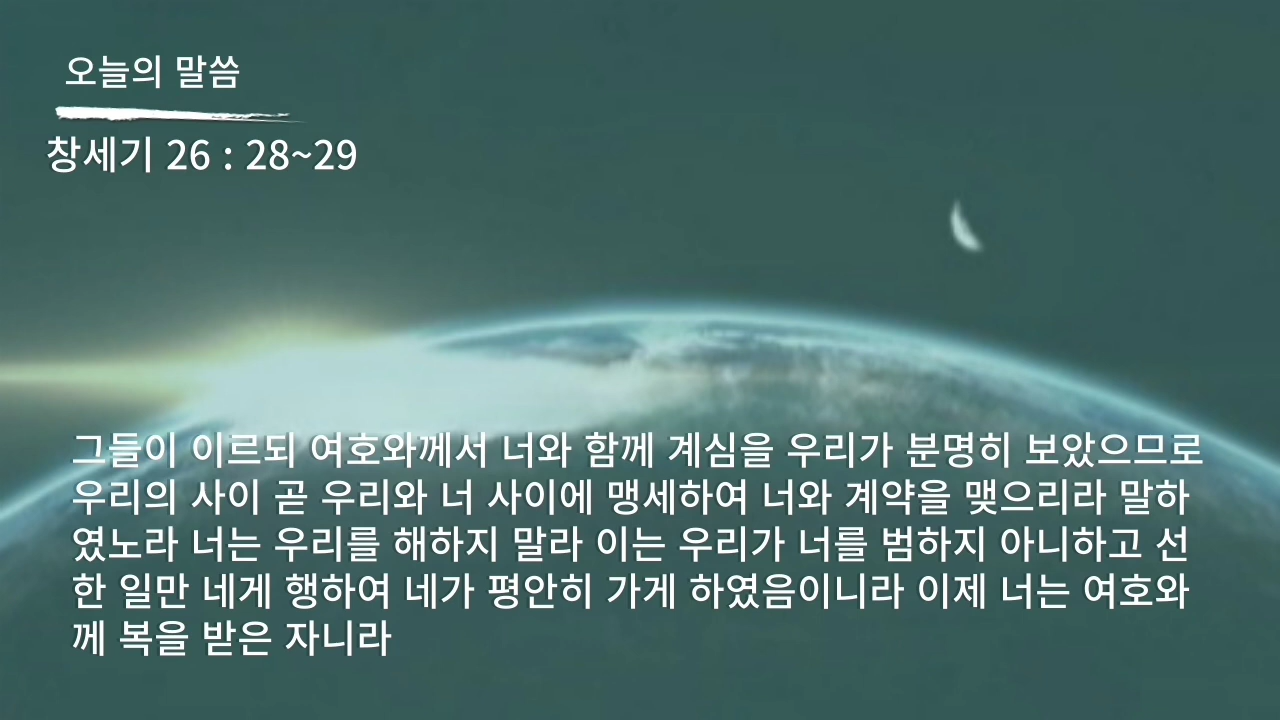 오늘의 말씀
창세기 26 : 28~29
그들이 이르되 여호와께서 너와 함께 계심을 우리가 분명히 보았으므로
우리의 사이 곧 우리와 너 사이에 맹세하여 너와 계약을 맺으리라 말하
였노라 너는 우리를 해하지 말라 이는 우리가 너를 범하지 아니하고 선
한 일만 네게 행하여 네가 평안히 가게 하였음이니라 이제 너는 여호와
께 복을 받은 자니라